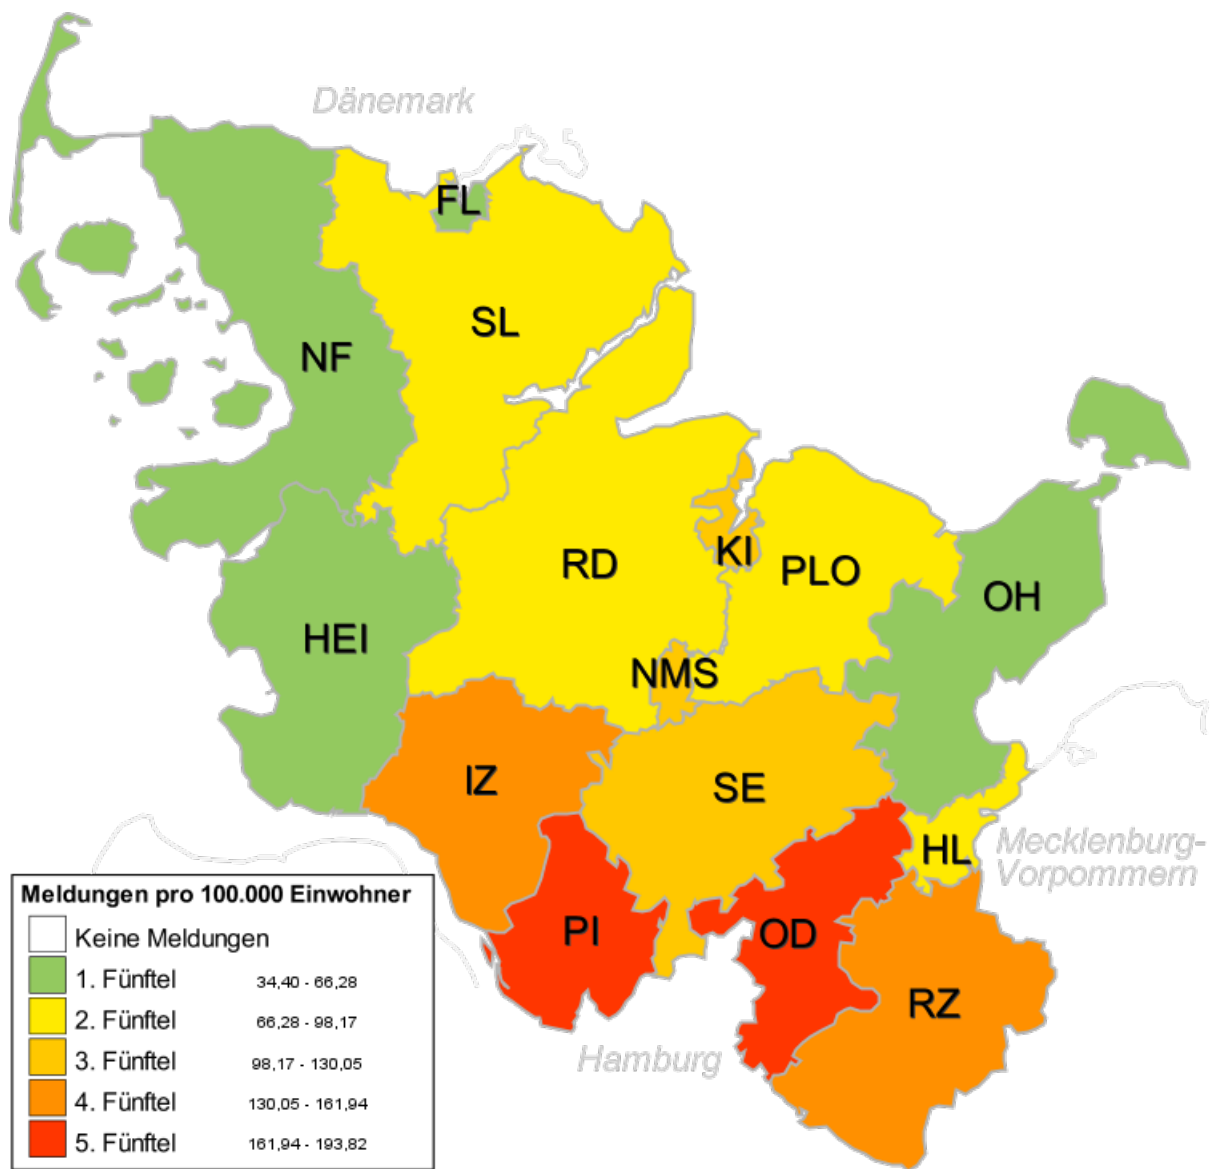 Dänemark
FL
SL
NF
KI
RD
PLO
OH
HEI
NMS
IZ
SE
HL
Mecklenburg-
Vorpommern
PI
OD
RZ
Hamburg
Meldungen pro 100.000 Einwohner
Keine Meldungen
1. Fünftel 34,40 - 66,28
2. Fünftel 66,28 - 98,17
3. Fünftel 98,17 - 130,05
4. Fünftel 130,05 - 161,94
5. Fünftel 161,94 - 193,82